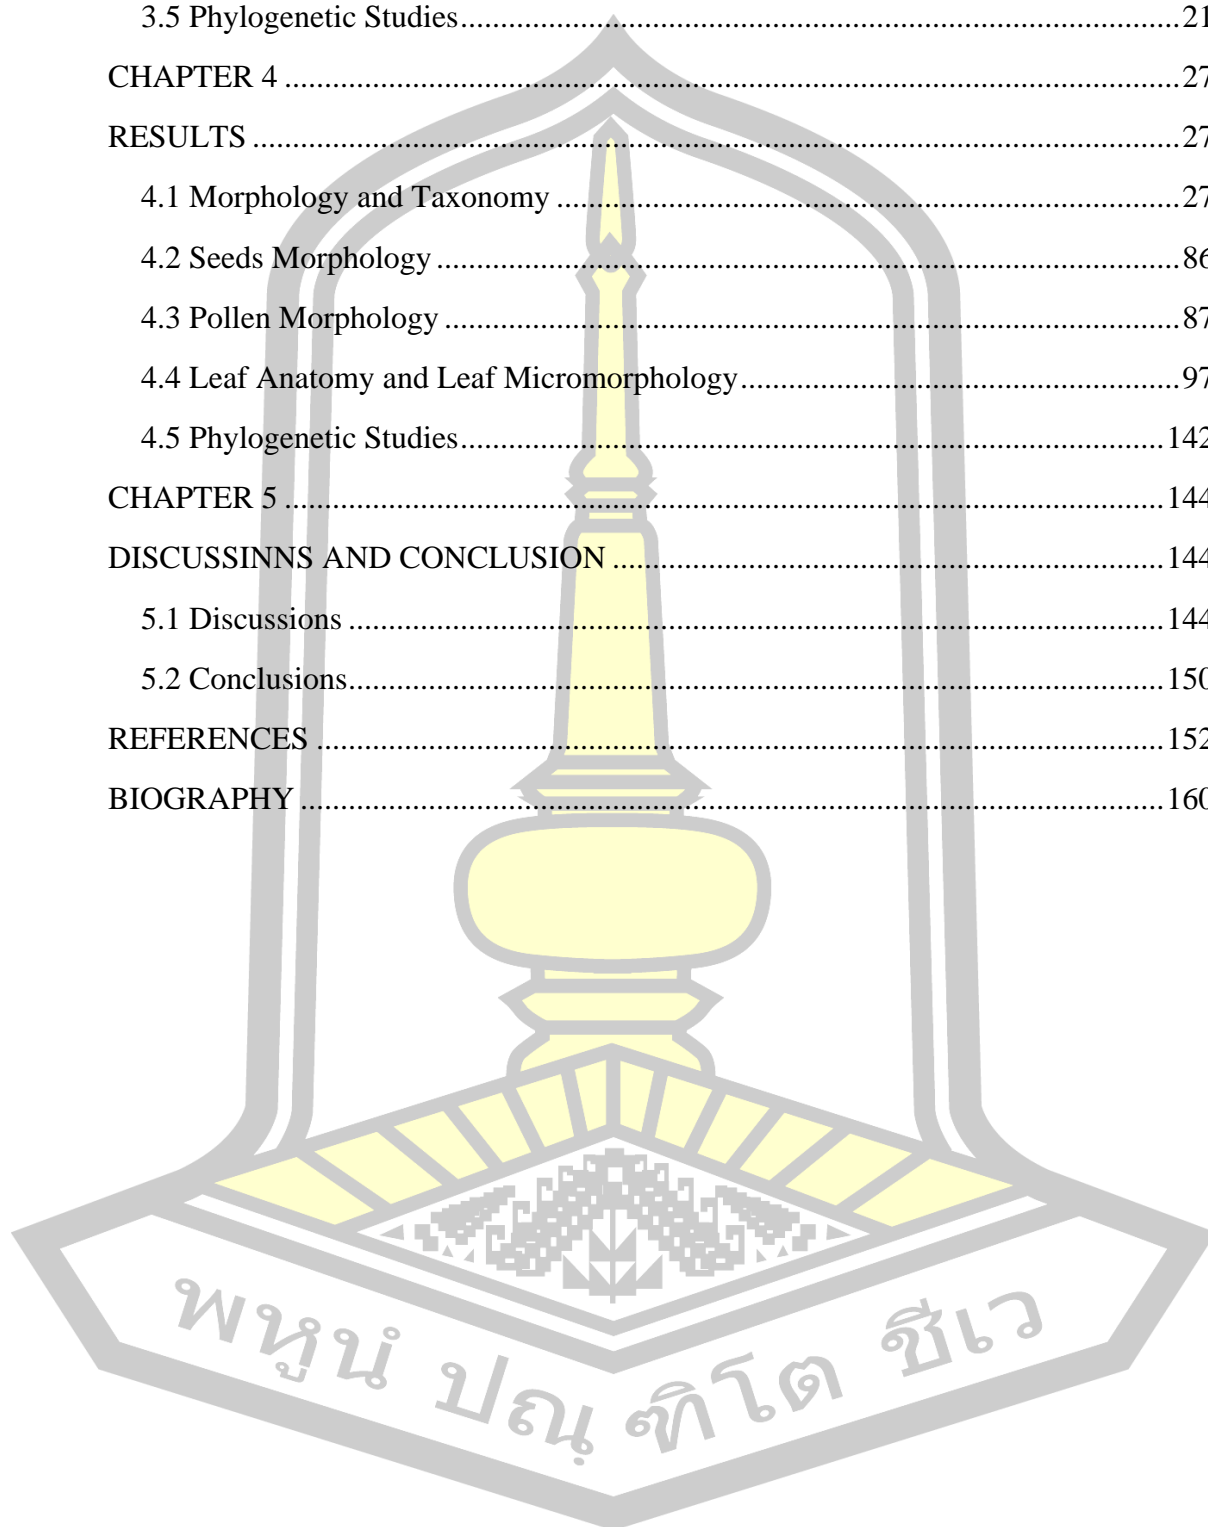 3.5 Phylogenetic Studies.....21
CHAPTER 4.....27
RESULTS.....27
4.1 Morphology and Taxonomy.....27
4.2 Seeds Morphology.....86
4.3 Pollen Morphology.....87
4.4 Leaf Anatomy and Leaf Micromorphology.....97
4.5 Phylogenetic Studies.....142
CHAPTER 5.....144
DISCUSSINNS AND CONCLUSION.....144
5.1 Discussions.....144
5.2 Conclusions.....150
REFERENCES.....152
BIOGRAPHY.....160
พหูนํ ปณฺฑิโต ชีเว